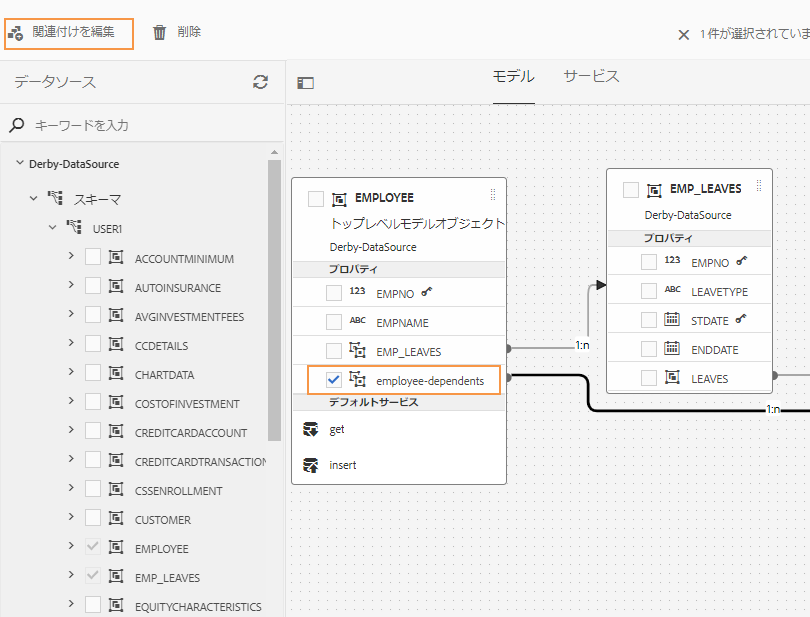 関連付けを編集
削除
1件が選択されていま
データソース
モデル
サービス
キーワードを入力
Derby-DataSource
スキーマ
USER1
ACCOUNTMINIMUM
AUTOINSURANCE
AVGINVESTMENTFEES
CCDETAILS
CHARTDATA
COSTOFINVESTMENT
CREDITCARDACCOUNT
CREDITCARDTRANSACTION
CSSENROLLMENT
CUSTOMER
EMPLOYEE
EMP_LEAVES
EQUITYCHARACTERISTICS
EMPLOYEE
トップレベルモデルオブジェクト
Derby-DataSource
プロパティ
123 EMPNO
ABC EMPNAME
EMP_LEAVES
employee-dependents
デフォルトサービス
get
insert
1:n
EMP_LEAVES
Derby-DataSource
プロパティ
123 EMPNO
ABC LEAVETYPE
STDATE
ENDDATE
LEAVES
1:n